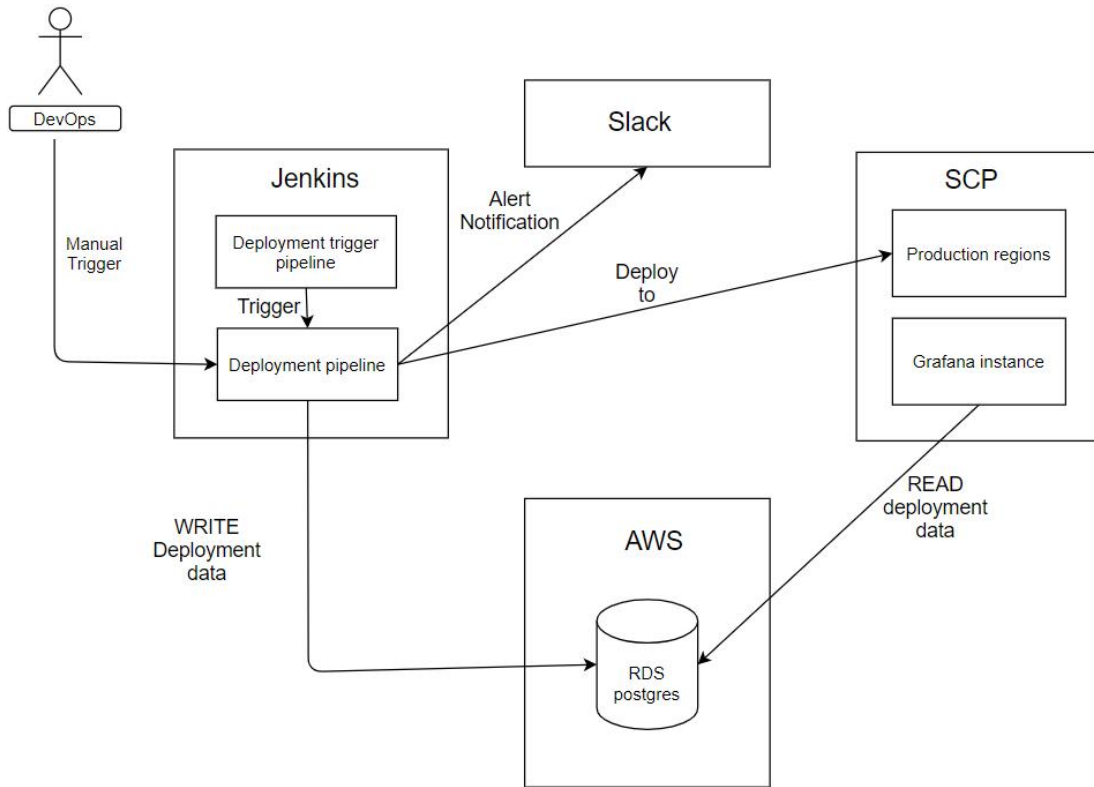 DevOps
Slack
Jenkins
SCP
Alert
Notification
Manual
Trigger
Deployment trigger
pipeline
Production regions
Deploy
to
Trigger
Deployment pipeline
Grafana instance
READ
deployment
data
WRITE
Deployment
data
AWS
RDS
postgres